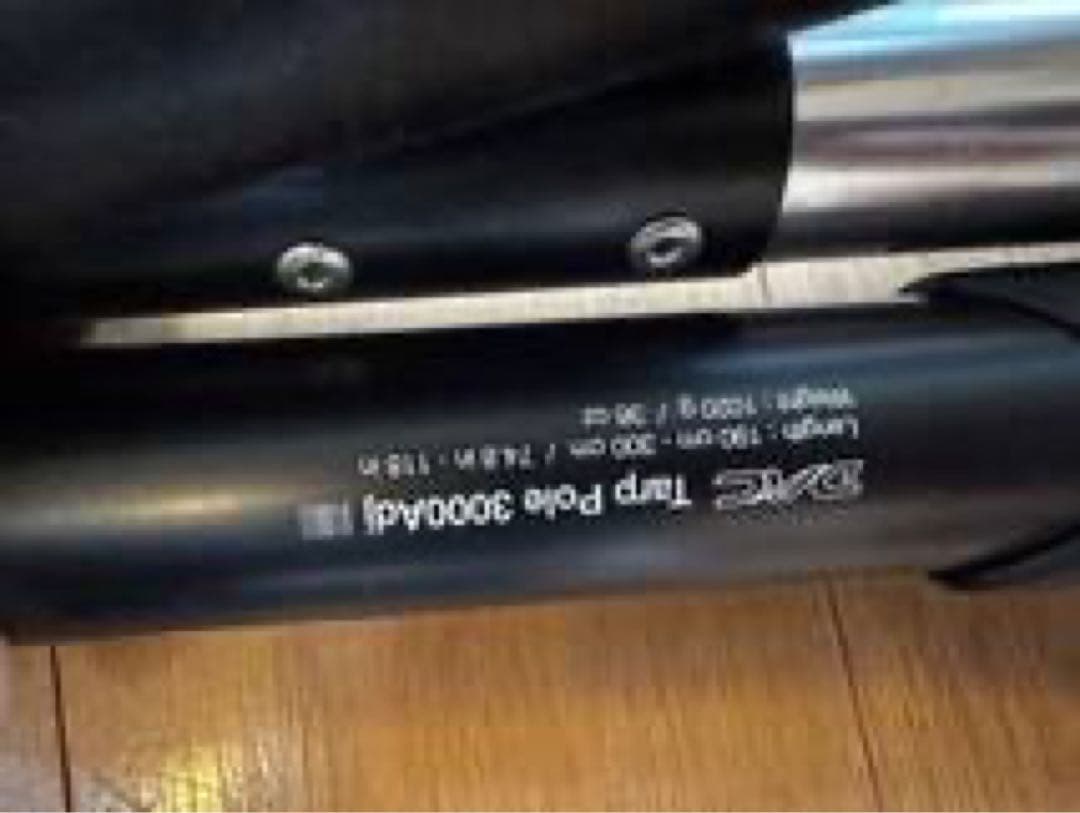 DAC Tarp Pole 3000Adj
Length : 190 cm - 300 cm / 74.8 in - 118 in
Weight : 1020 g / 36 oz